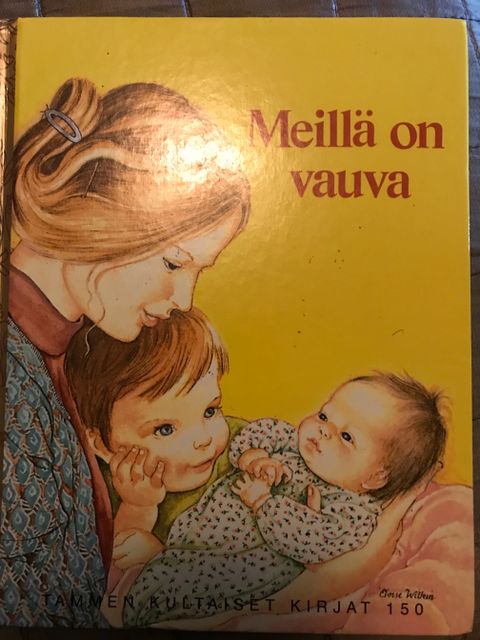 Meillä on
vauva
Eloise Wilkin
TAMMEN KULTAISET KIRJAT 150